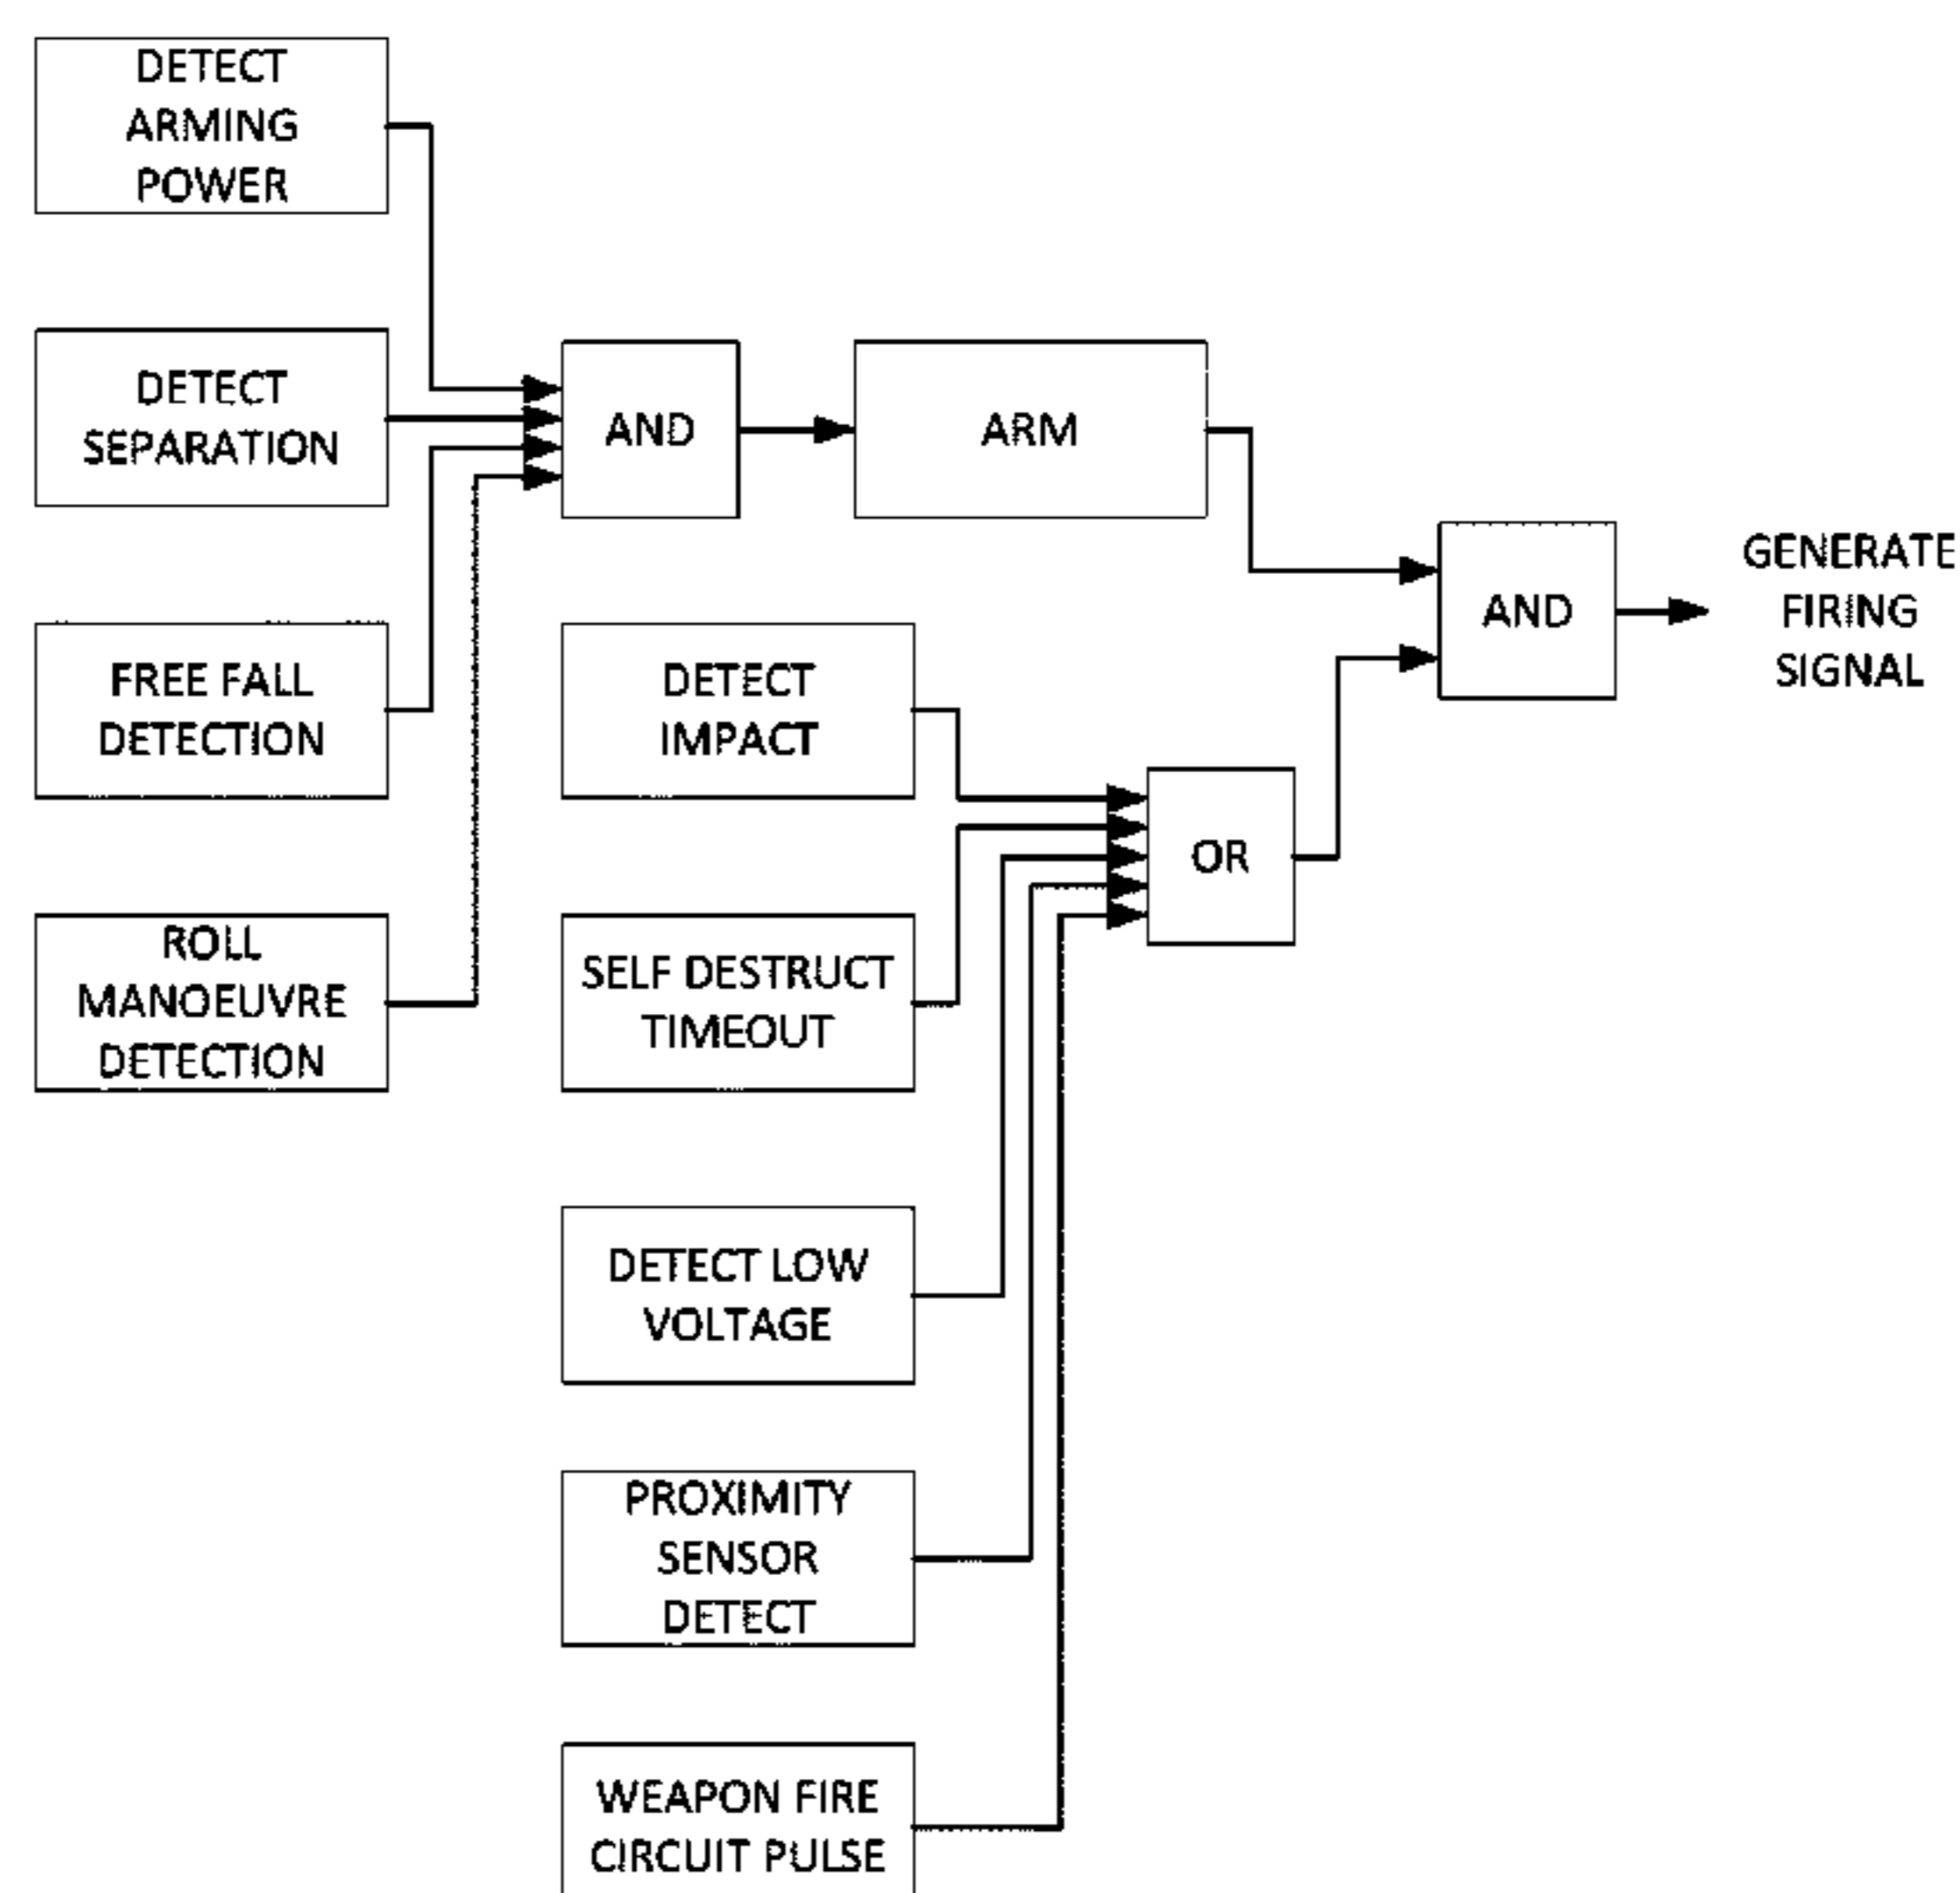 DETECT
ARMING
POWER
DETECT
SEPARATION
AND
ARM
GENERATE
FIRING
SIGNAL
AND
FREE FALL
DETECTION
DETECT
IMPACT
OR
ROLL
MANOEUVRE
DETECTION
SELF DESTRUCT
TIMEOUT
DETECT LOW
VOLTAGE
PROXIMITY
SENSOR
DETECT
WEAPON FIRE
CIRCUIT PULSE